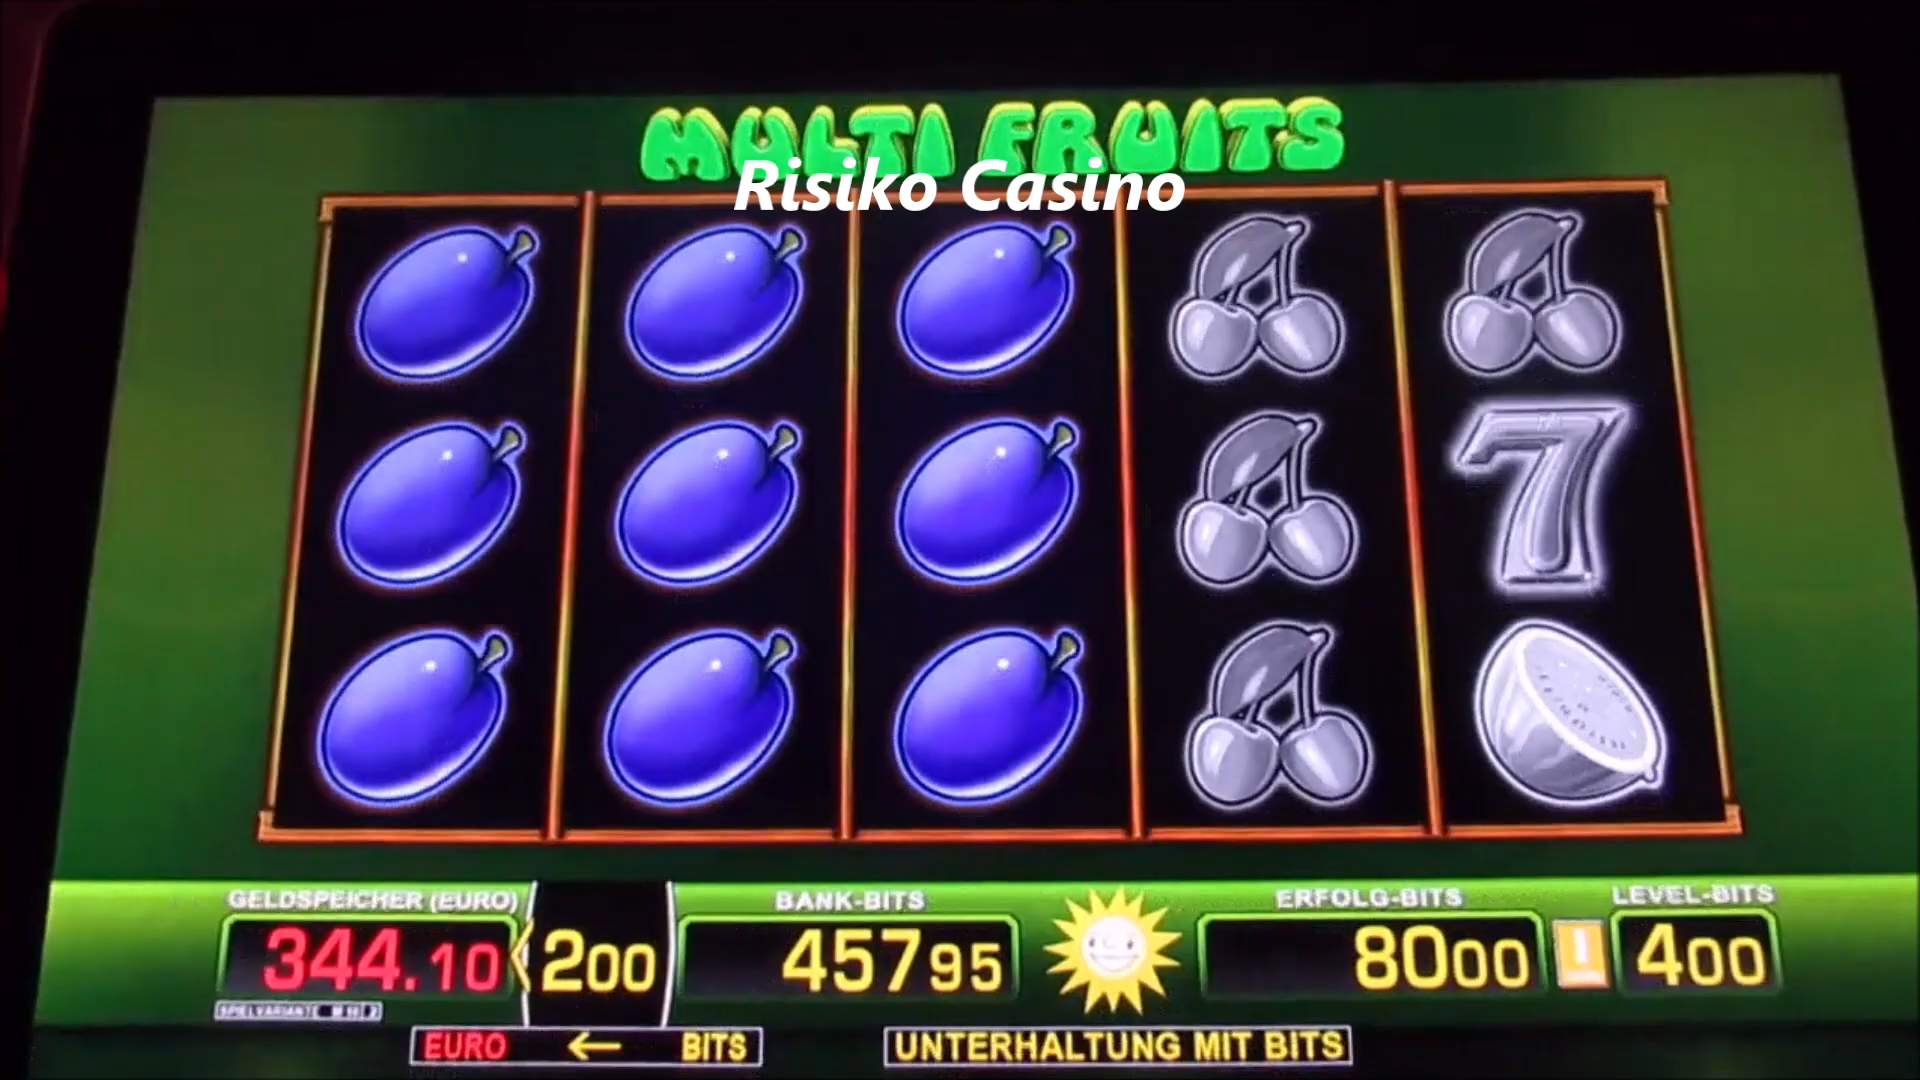 MULTI FRUITS
Risiko Casino
GELDSPEICHER (EURO)
BANK-BITS
ERFOLG-BITS
LEVEL-BITS
344.10
200
45795
8000
400
SPIELVARIANTE
EURO ← BITS
UNTERHALTUNG MIT BITS